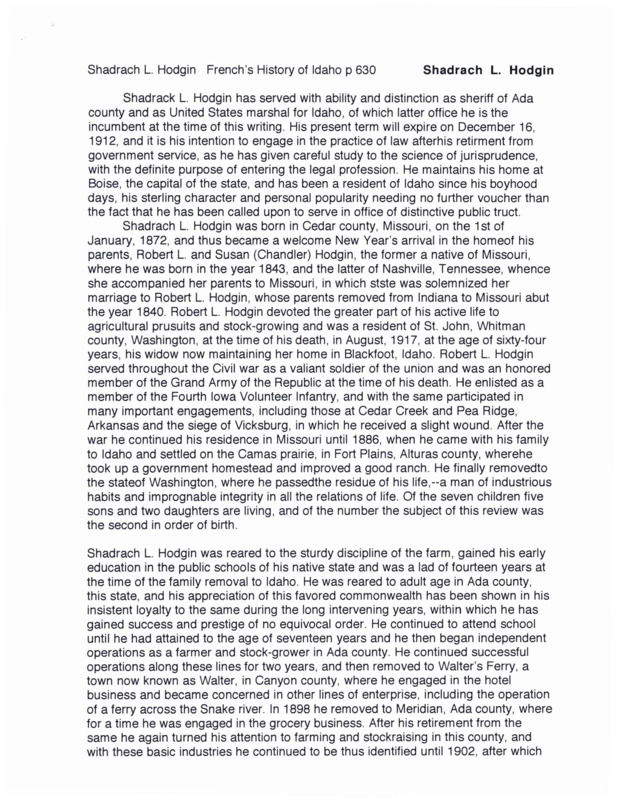 Shadrach L. Hodgin French's History of Idaho p 630 Shadrach L. Hodgin
Shadrack L. Hodgin has served with ability and distinction as sheriff of Ada
county and as United States marshal for Idaho, of which latter office he is the
incumbent at the time of this writing. His present term will expire on December 16,
1912, and it is his intention to engage in the practice of law afterhis retirment from
government service, as he has given careful study to the science of jurisprudence,
with the definite purpose of entering the legal profession. He maintains his home at
Boise, the capital of the state, and has been a resident of Idaho since his boyhood
days, his sterling character and personal popularity needing no further voucher than
the fact that he has been called upon to serve in office of distinctive public trust.
Shadrach L. Hodgin was born in Cedar county, Missouri, on the 1st of
January, 1872, and thus became a welcome New Year's arrival in the homeof his
parents, Robert L. and Susan (Chandler) Hodgin, the former a native of Missouri,
where he was born in the year 1843, and the latter of Nashville, Tennessee, whence
she accompanied her parents to Missouri, in which stste was solemnized her
marriage to Robert L. Hodgin, whose parents removed from Indiana to Missouri abut
the year 1840. Robert L. Hodgin devoted the greater part of his active life to
agricultural prusuits and stock-growing and was a resident of St. John, Whitman
county, Washington, at the time of his death, in August, 1917, at the age of sixty-four
years, his widow now maintaining her home in Blackfoot, Idaho. Robert L. Hodgin
served throughout the Civil war as a valiant soldier of the union and was an honored
member of the Grand Army of the Republic at the time of his death. He enlisted as a
member of the Fourth Iowa Volunteer Infantry, and with the same participated in
many important engagements, including those at Cedar Creek and Pea Ridge,
Arkansas and the siege of Vicksburg, in which he received a slight wound. After the
war he continued his residence in Missouri until 1886, when he came with his family
to Idaho and settled on the Camas prairie, in Fort Plains, Alturas county, wherehe
took up a government homestead and improved a good ranch. He finally removedto
the stateof Washington, where he passedthe residue of his life,--a man of industrious
habits and imprognable integrity in all the relations of life. Of the seven children five
sons and two daughters are living, and of the number the subject of this review was
the second in order of birth.
Shadrach L. Hodgin was reared to the sturdy discipline of the farm, gained his early
education in the public schools of his native state and was a lad of fourteen years at
the time of the family removal to Idaho. He was reared to adult age in Ada county,
this state, and his appreciation of this favored commonwealth has been shown in his
insistent loyalty to the same during the long intervening years, within which he has
gained success and prestige of no equivocal order. He continued to attend school
until he had attained to the age of seventeen years and he then began independent
operations as a farmer and stock-grower in Ada county. He continued successful
operations along these lines for two years, and then removed to Walter's Ferry, a
town now known as Walter, in Canyon county, where he engaged in the hotel
business and became concerned in other lines of enterprise, including the operation
of a ferry across the Snake river. In 1898 he removed to Meridian, Ada county, where
for a time he was engaged in the grocery business. After his retirement from the
same he again turned his attention to farming and stockraising in this county, and
with these basic industries he continued to be thus identified until 1902, after which